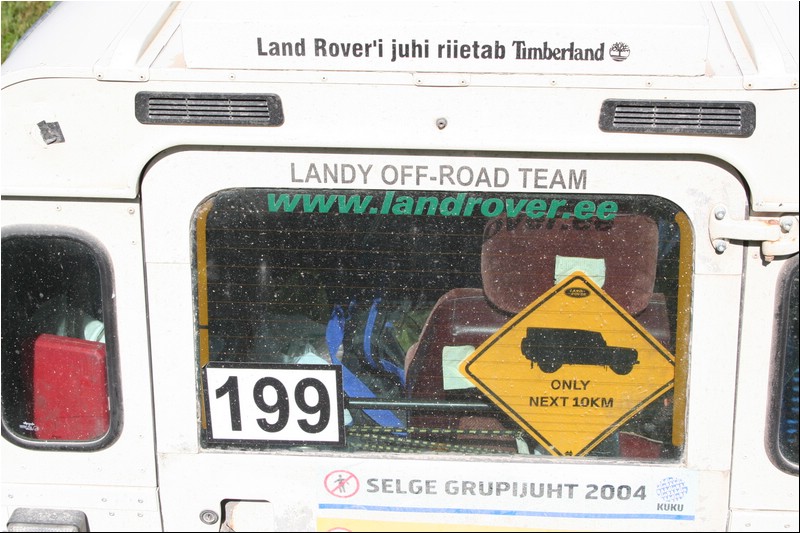 Land Rover'i juhi riietab Timberland
LANDY OFF-ROAD TEAM
www.landrover.ee
199
ONLY
NEXT 10KM
SELGE GRUPIJUHT 2004
KUKU